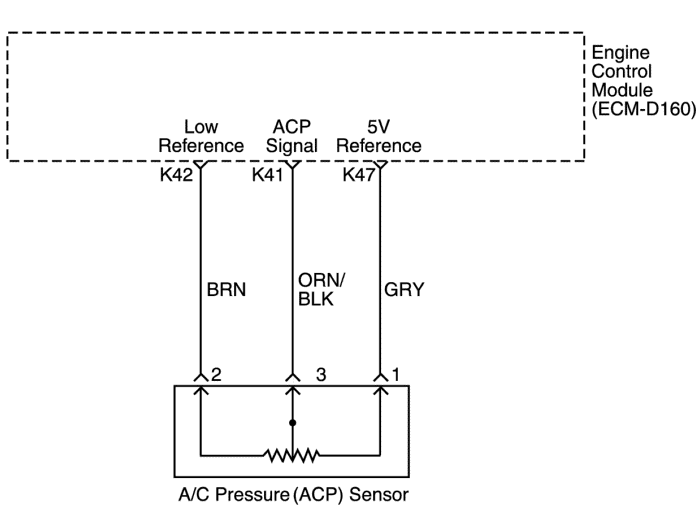 Engine
Control
Module
(ECM-D160)
Low
Reference
ACP
Signal
5V
Reference
K42
K41
K47
BRN
ORN/
BLK
GRY
2
3
1
A/C Pressure (ACP) Sensor